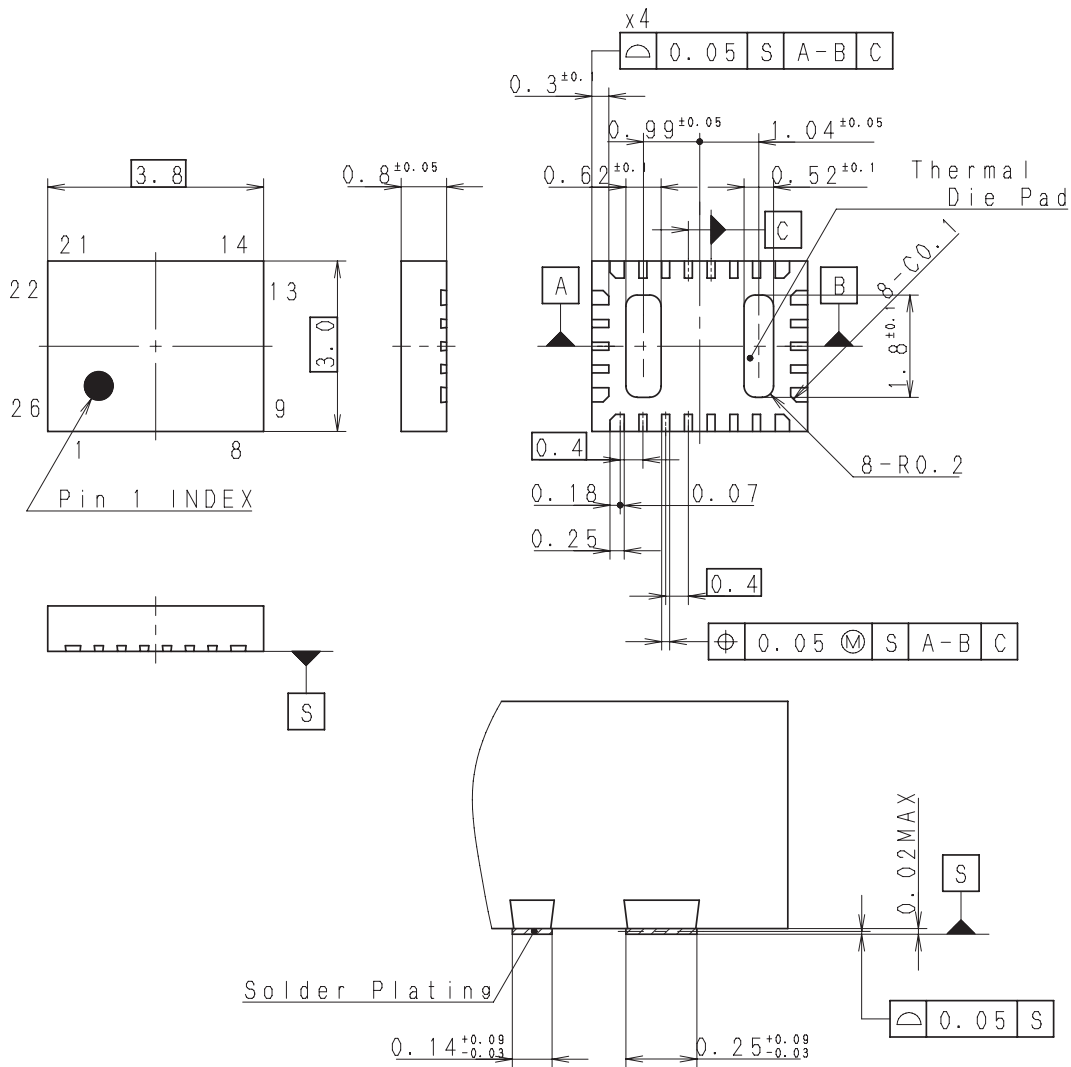 x4
⌓ 0.05 S A-B C
0.3±0.1
0.99±0.05
1.04±0.05
3.8
0.8±0.05
0.62±0.1
0.52±0.1
Thermal
Die Pad
C
21
14
22
13
A
B
8-C0.1
3.0
1.8±0.1
26
9
1
8
0.4
8-R0.2
Pin 1 INDEX
0.18
0.07
0.25
0.4
⌖ 0.05 Ⓜ S A-B C
S
0.02MAX
S
Solder Plating
⌓ 0.05 S
0.14 +0.09 -0.03
0.25 +0.09 -0.03